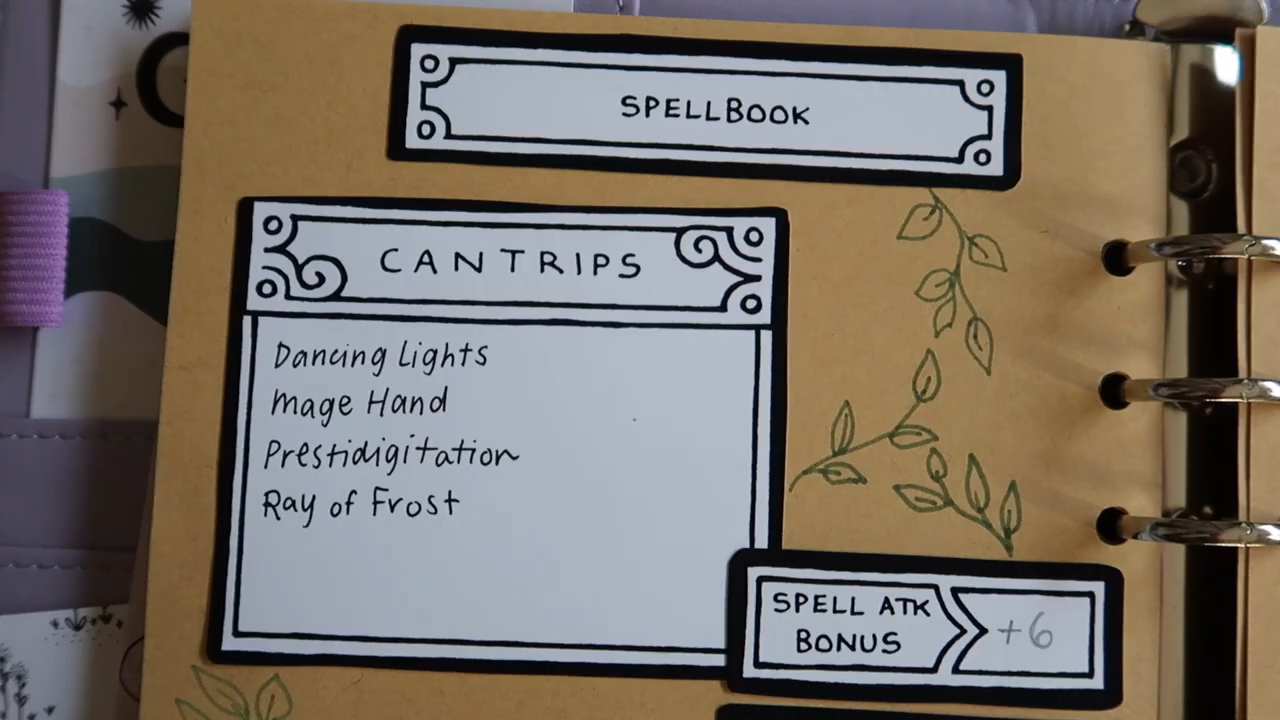 SPELLBOOK
CANTRIPS
Dancing Lights
Mage Hand
Prestidigitation
Ray of Frost
SPELL ATK
BONUS
+6